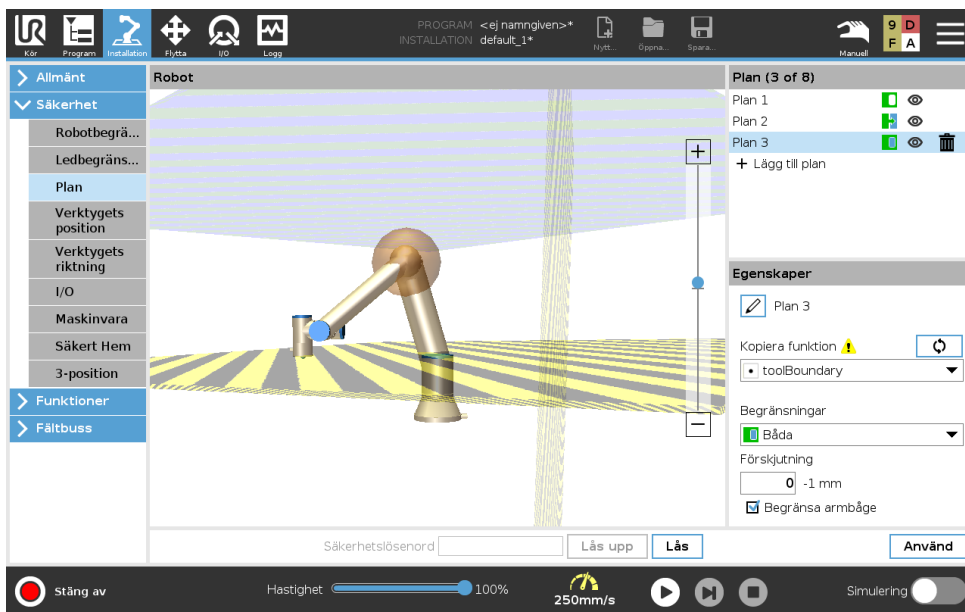 PROGRAM <ej namngiven>*
INSTALLATION default_1*
Kör
Program
Installation
Flytta
I/O
Logg
Nytt...
Öppna...
Spara...
Manuell
9 D
F A
Allmänt
Säkerhet
Robotbegrä...
Ledbegräns...
Plan
Verktygets
position
Verktygets
riktning
I/O
Maskinvara
Säkert Hem
3-position
Funktioner
Fältbuss
Robot
Plan (3 of 8)
Plan 1
Plan 2
Plan 3
+ Lägg till plan
Egenskaper
Plan 3
Kopiera funktion
toolBoundary
Begränsningar
Båda
Förskjutning
0 -1 mm
Begränsa armbåge
Säkerhetslösenord
Lås upp
Lås
Använd
Stäng av
Hastighet
100%
250mm/s
Simulering